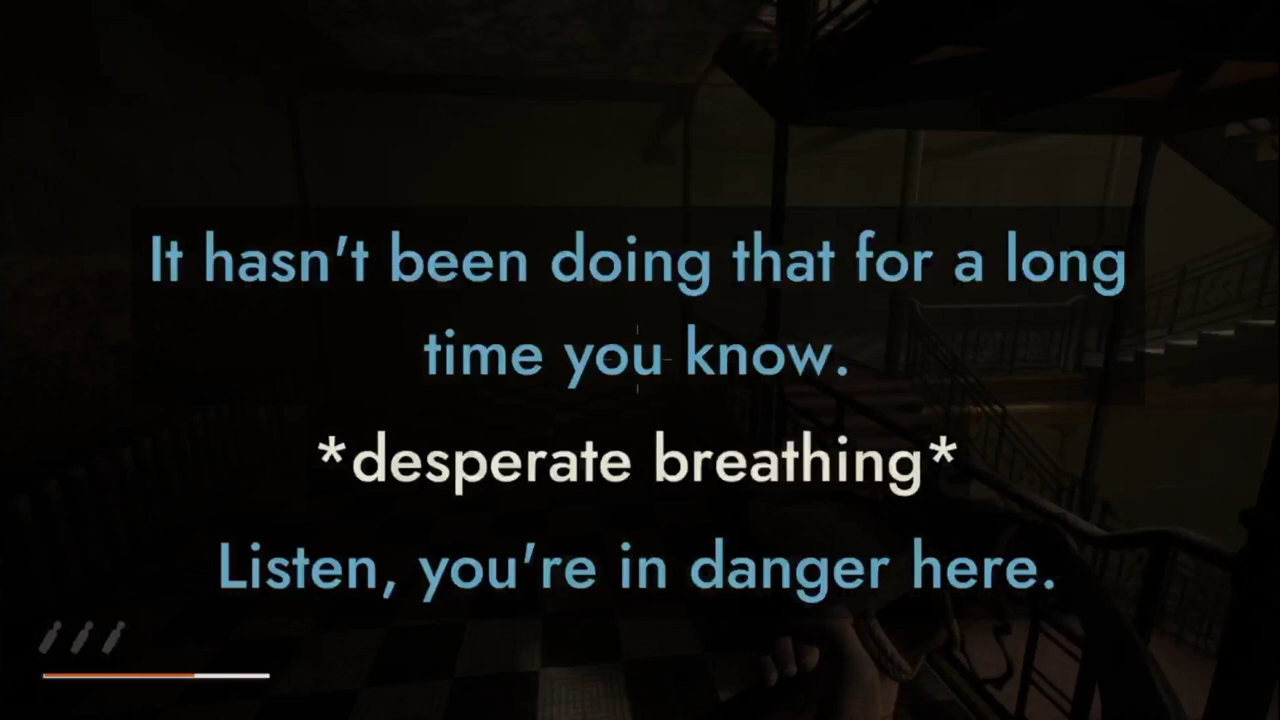 It hasn't been doing that for a long
time you know.
*desperate breathing*
Listen, you're in danger here.